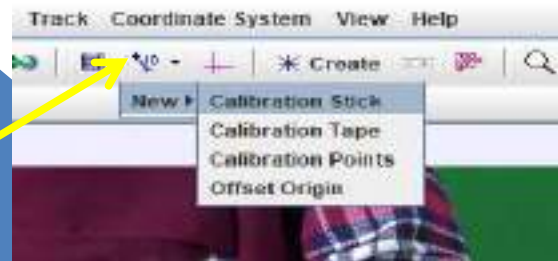 Track Coordinate System View Help
Create
New Calibration Stick
Calibration Tape
Calibration Points
Offset Origin